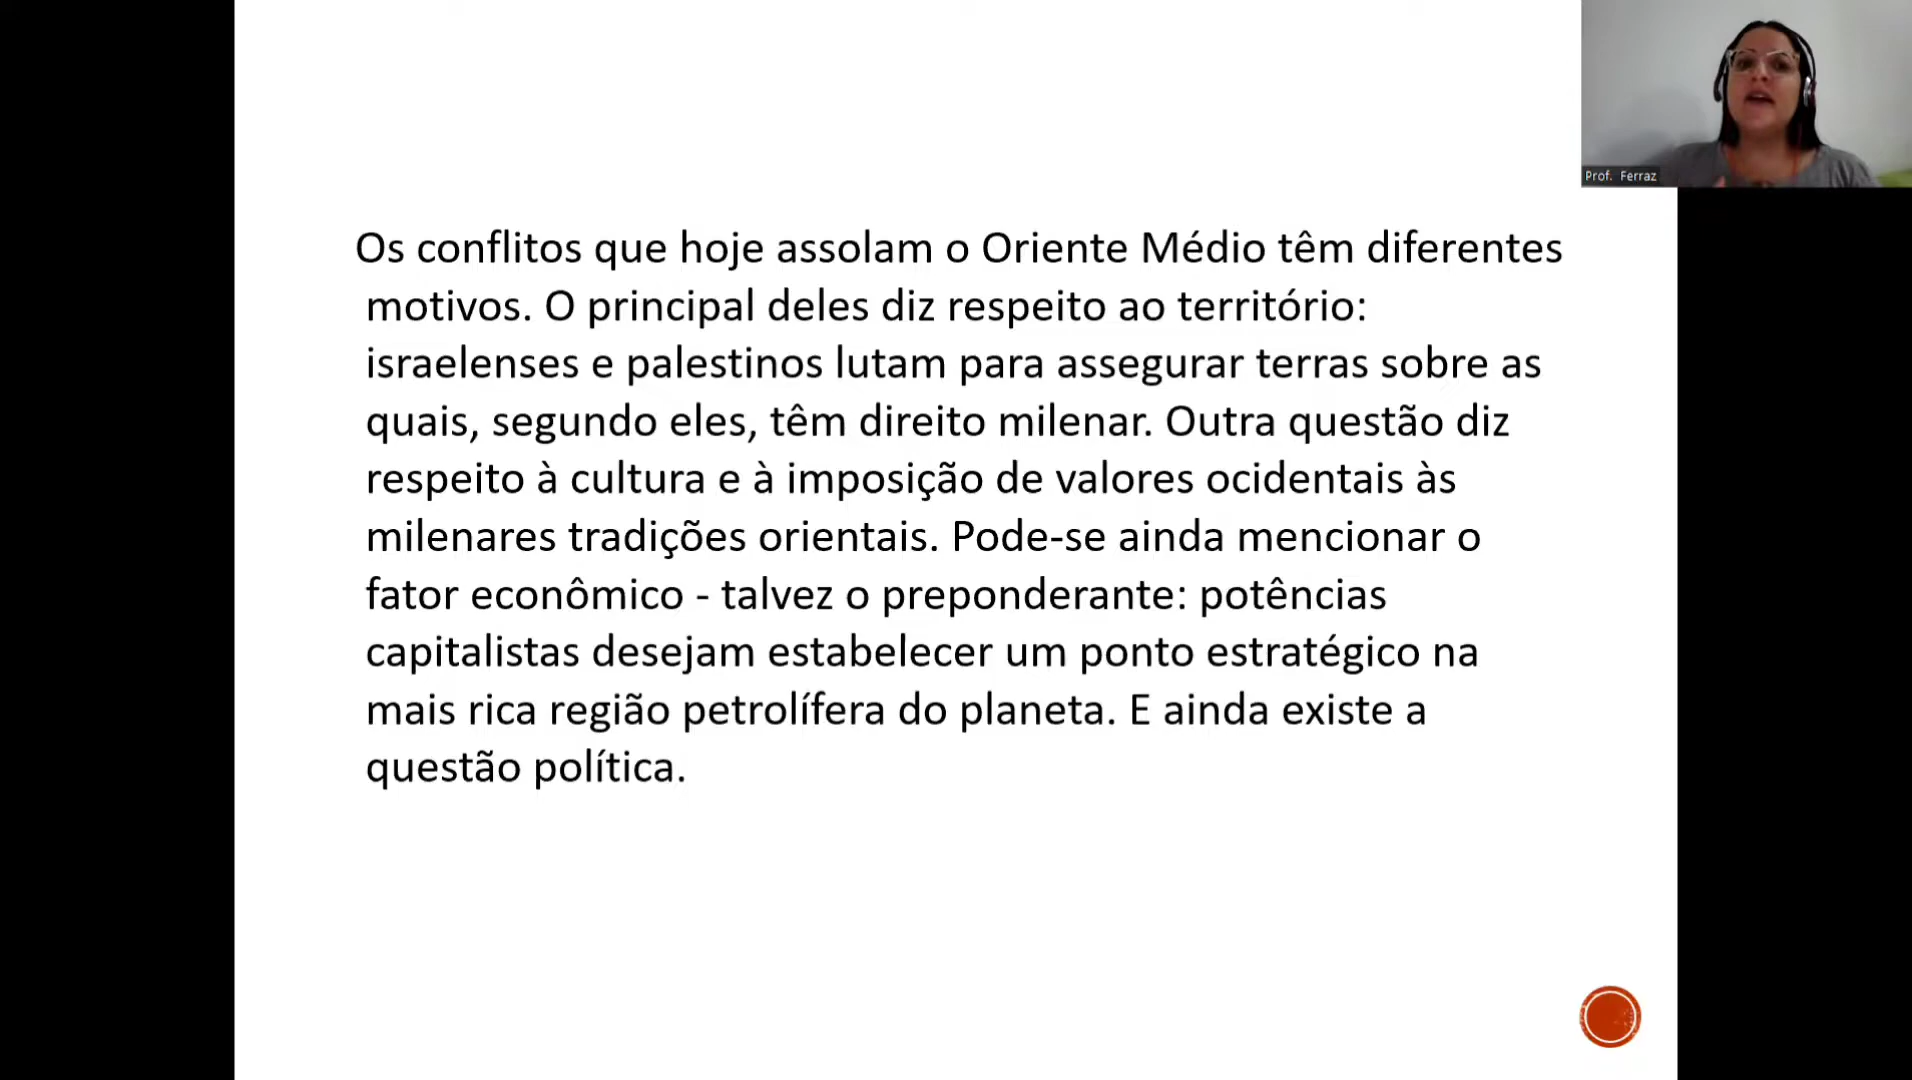 Prof. Ferraz
Os conflitos que hoje assolam o Oriente Médio têm diferentes
motivos. O principal deles diz respeito ao território:
israelenses e palestinos lutam para assegurar terras sobre as
quais, segundo eles, têm direito milenar. Outra questão diz
respeito à cultura e à imposição de valores ocidentais às
milenares tradições orientais. Pode-se ainda mencionar o
fator econômico - talvez o preponderante: potências
capitalistas desejam estabelecer um ponto estratégico na
mais rica região petrolífera do planeta. E ainda existe a
questão política.